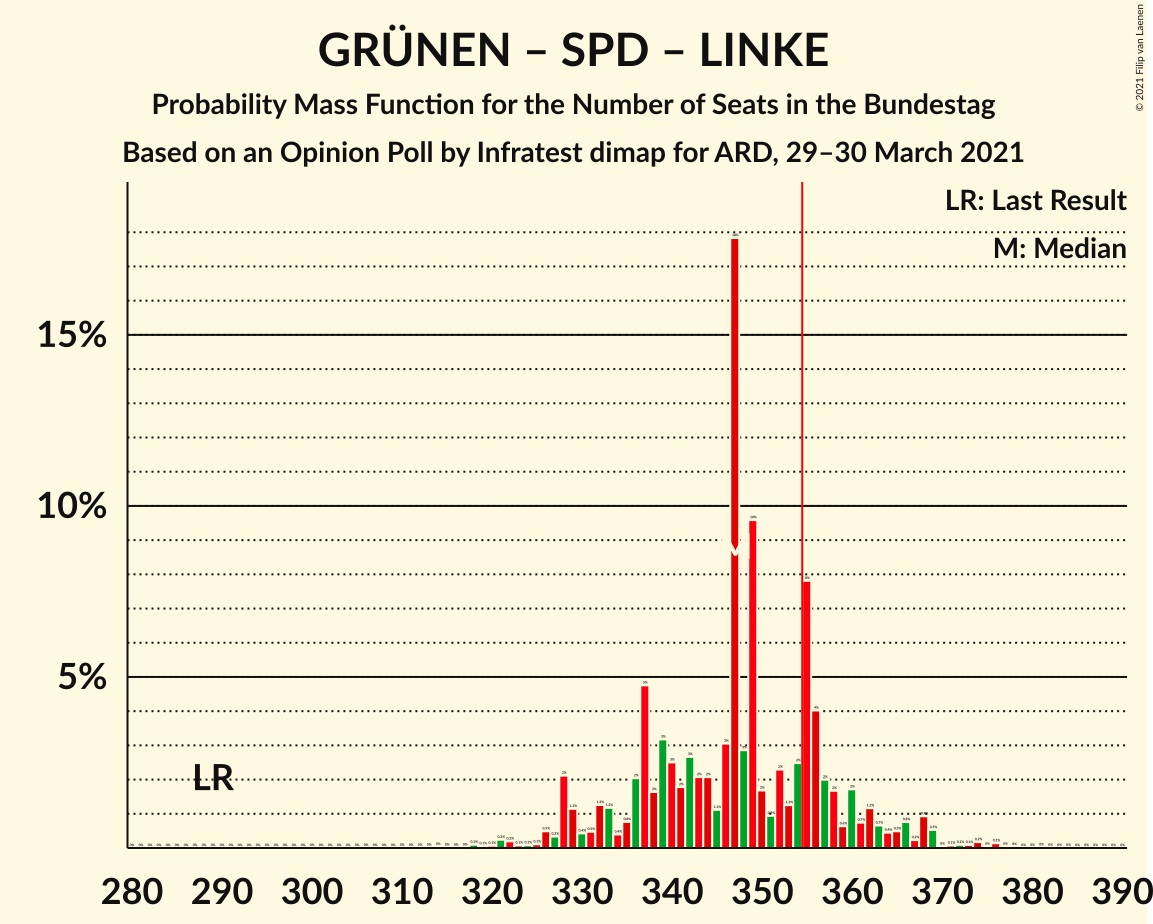 GRÜNEN – SPD – LINKE
Probability Mass Function for the Number of Seats in the Bundestag
Based on an Opinion Poll by Infratest dimap for ARD, 29–30 March 2021
© 2021 Filip van Laenen
LR: Last Result
M: Median
15%
10%
5%
LR
M
280 290 300 310 320 330 340 350 360 370 380 390